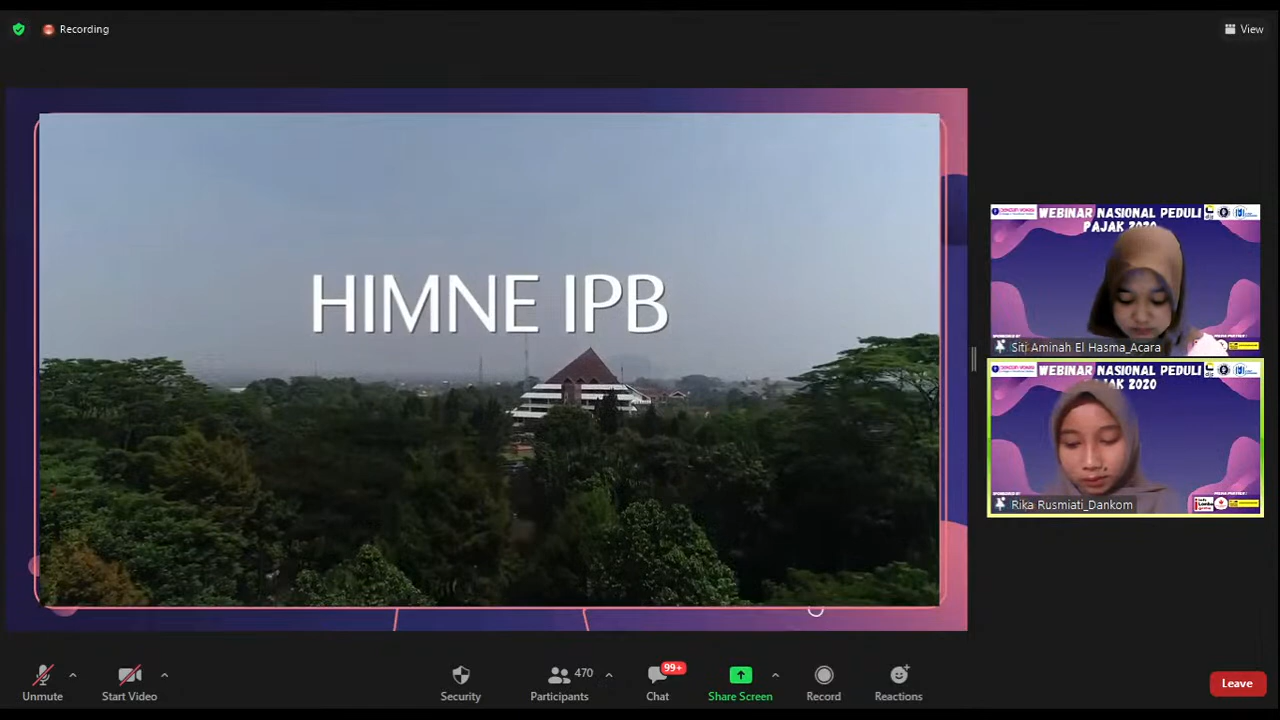 Recording
View
HIMNE IPB
WEBINAR NASIONAL PEDULI
PAJAK 2020
Siti Aminah El Hasma_Acara
WEBINAR NASIONAL PEDULI
PAJAK 2020
Rika Rusmiati_Dankom
Unmute
Start Video
Security
Participants
470
Chat
99+
Share Screen
Record
Reactions
Leave